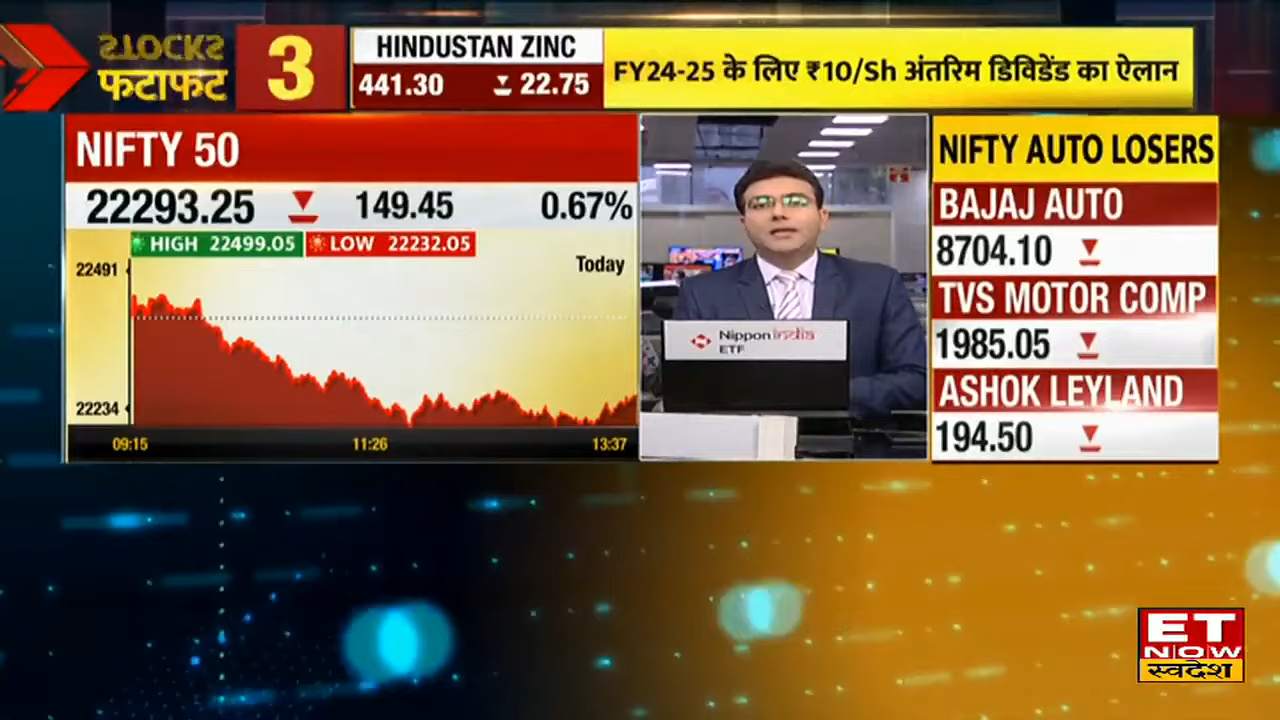 STOCKS
फटाफट
3
HINDUSTAN ZINC
441.30 22.75
FY24-25 के लिए ₹10/Sh अंतरिम डिविडेंड का ऐलान
NIFTY 50
22293.25 149.45 0.67%
HIGH 22499.05 LOW 22232.05
Today
22491
22234
09:15 11:26 13:37
Nippon india
ETF
NIFTY AUTO LOSERS
BAJAJ AUTO
8704.10
TVS MOTOR COMP
1985.05
ASHOK LEYLAND
194.50
ET
NOW
स्वदेश